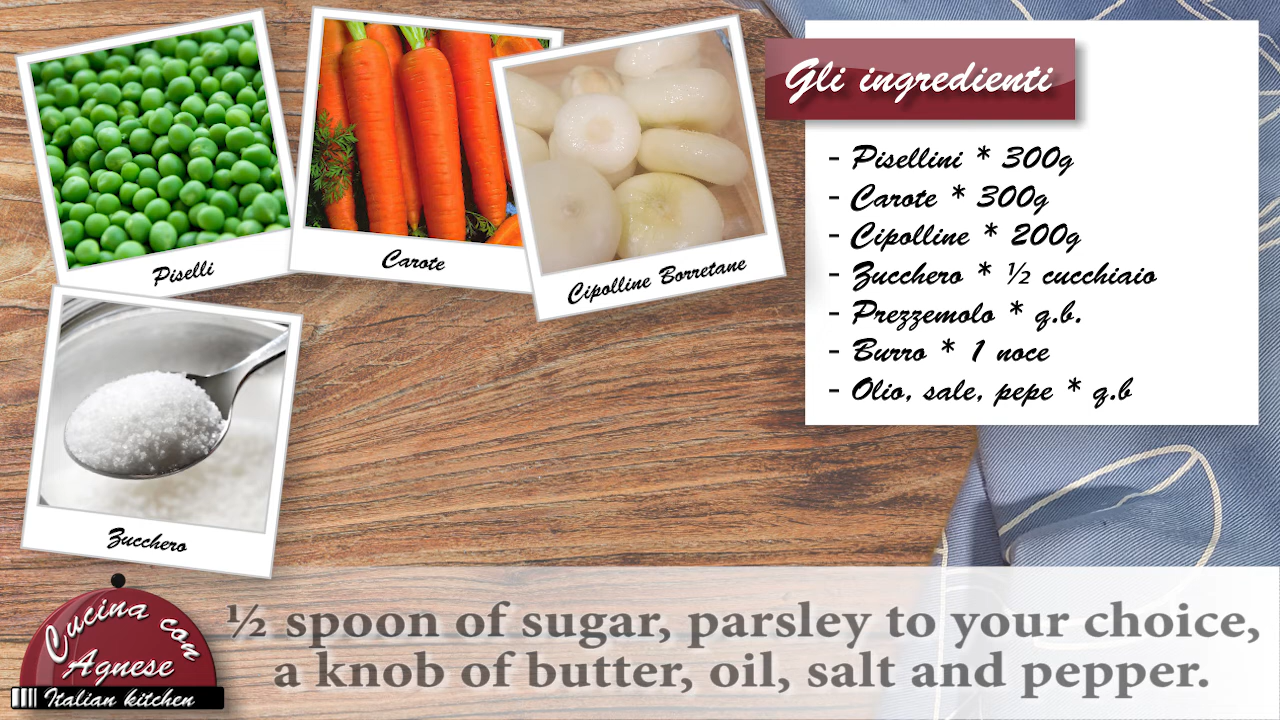 Piselli
Carote
Cipolline Borretane
Zucchero
Gli ingredienti
- Pisellini * 300g
- Carote * 300g
- Cipolline * 200g
- Zucchero * ½ cucchiaio
- Prezzemolo * q.b.
- Burro * 1 noce
- Olio, sale, pepe * q.b
Cucina con
Agnese
Italian kitchen
½ spoon of sugar, parsley to your choice,
a knob of butter, oil, salt and pepper.